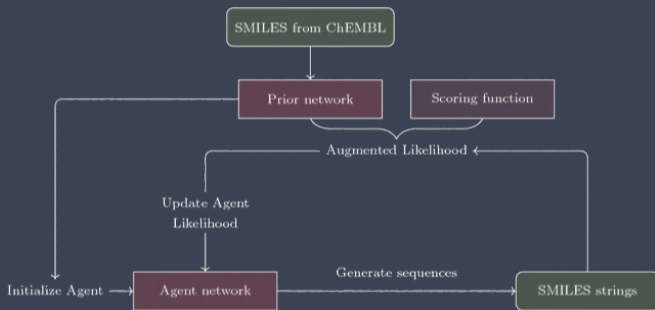 SMILES from ChEMBL
Prior network
Scoring function
Augmented Likelihood
Update Agent
Likelihood
Generate sequences
Initialize Agent
Agent network
SMILES strings